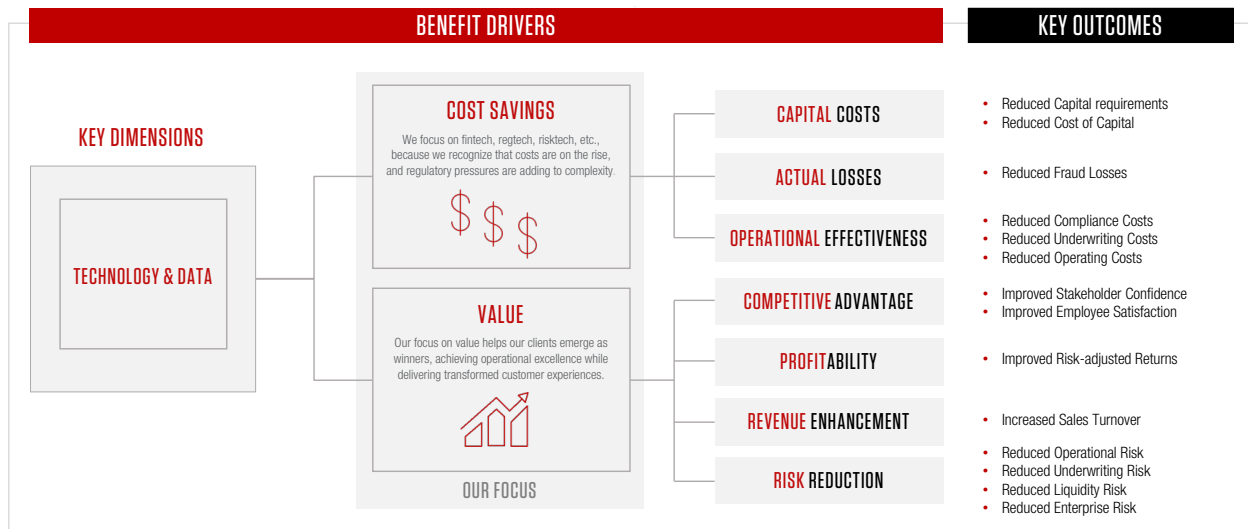 BENEFIT DRIVERS
KEY OUTCOMES
KEY DIMENSIONS
TECHNOLOGY & DATA
COST SAVINGS
We focus on fintech, regtech, risktech, etc.,
because we recognize that costs are on the rise,
and regulatory pressures are adding to complexity.
$ $ $
VALUE
Our focus on value helps our clients emerge as
winners, achieving operational excellence while
delivering transformed customer experiences.
OUR FOCUS
CAPITAL COSTS
• Reduced Capital requirements
• Reduced Cost of Capital
ACTUAL LOSSES
• Reduced Fraud Losses
OPERATIONAL EFFECTIVENESS
• Reduced Compliance Costs
• Reduced Underwriting Costs
• Reduced Operating Costs
COMPETITIVE ADVANTAGE
• Improved Stakeholder Confidence
• Improved Employee Satisfaction
PROFITABILITY
• Improved Risk-adjusted Returns
REVENUE ENHANCEMENT
• Increased Sales Turnover
RISK REDUCTION
• Reduced Operational Risk
• Reduced Underwriting Risk
• Reduced Liquidity Risk
• Reduced Enterprise Risk